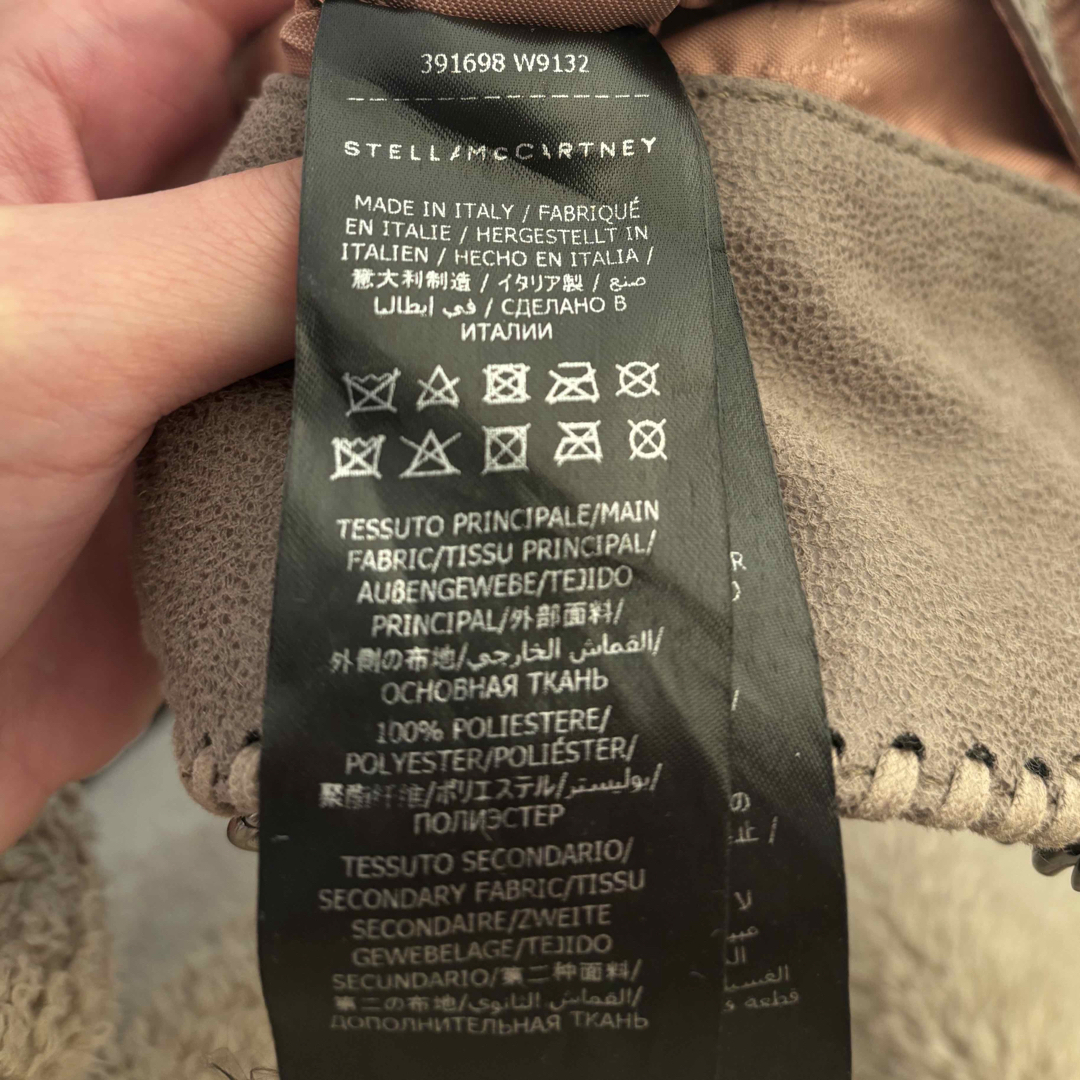 391698 W9132
STELLAMcCARTNEY
MADE IN ITALY / FABRIQUÉ
EN ITALIE / HERGESTELLT IN
ITALIEN / HECHO EN ITALIA /
意大利制造 / イタリア製 / صنع
في ايطاليا / СДЕЛАНО В
ИТАЛИИ
TESSUTO PRINCIPALE/MAIN
FABRIC/TISSU PRINCIPAL/
AUßENGEWEBE/TEJIDO
PRINCIPAL/外部面料/
外側の布地/القماش الخارجي/
ОСНОВНАЯ ТКАНЬ
100% POLIESTERE/
POLYESTER/POLIÉSTER/
聚酯纤维/ポリエステル/بوليستر/
ПОЛИЭСТЕР
TESSUTO SECONDARIO/
SECONDARY FABRIC/TISSU
SECONDAIRE/ZWEITE
GEWEBELAGE/TEJIDO
SECUNDARIO/第二种面料/
第二の布地/القماش الثانوي/
ДОПОЛНИТЕЛЬНАЯ ТКАНЬ
R
/
の
/
لا
قطعة